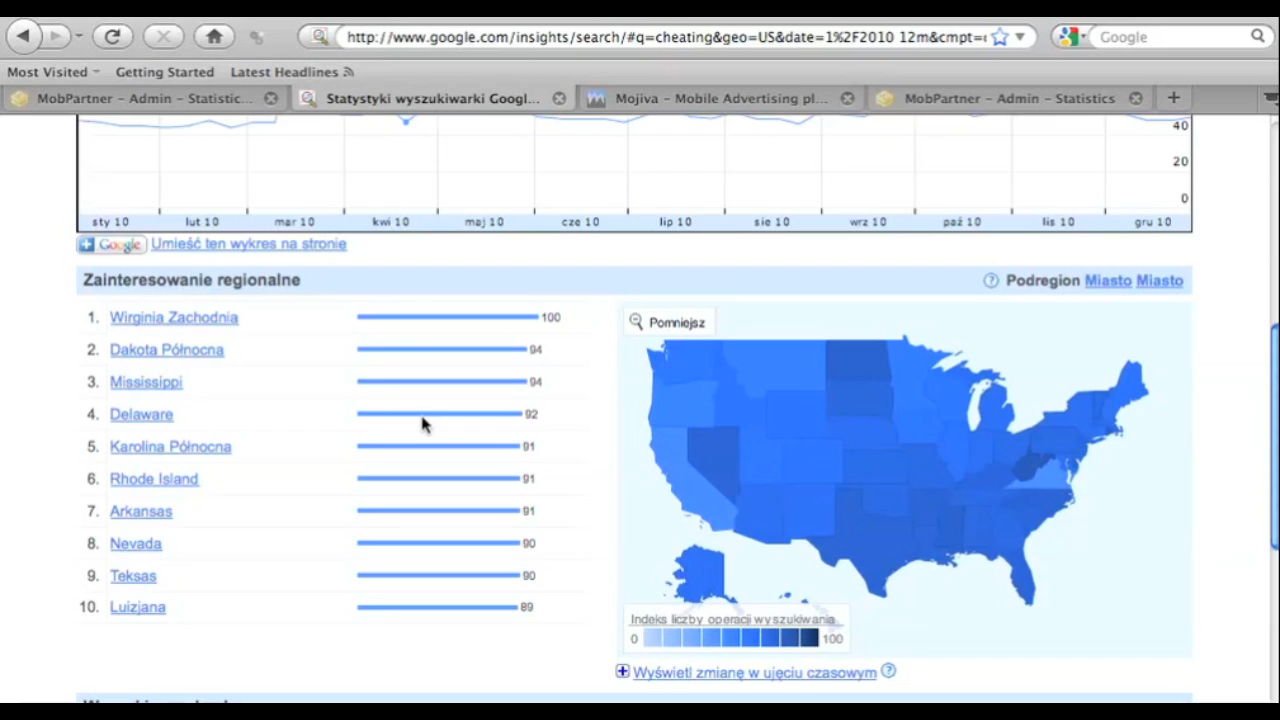 http://www.google.com/insights/search/#q=cheating&geo=US&date=1%2F2010 12m&cmpt=
Google
Most Visited
Getting Started
Latest Headlines
MobPartner – Admin – Statistic...
Statystyki wyszukiwarki Googl...
Mojiva – Mobile Advertising pl...
MobPartner – Admin – Statistics
40
20
0
sty 10 lut 10 mar 10 kwi 10 maj 10 cze 10 lip 10 sie 10 wrz 10 paź 10 lis 10 gru 10
Google Umieść ten wykres na stronie
Zainteresowanie regionalne
Podregion Miasto Miasto
1. Wirginia Zachodnia 100
2. Dakota Północna 94
3. Mississippi 94
4. Delaware 92
5. Karolina Północna 91
6. Rhode Island 91
7. Arkansas 91
8. Nevada 90
9. Teksas 90
10. Luizjana 89
Pomniejsz
Indeks liczby operacji wyszukiwania
0 100
Wyświetl zmianę w ujęciu czasowym